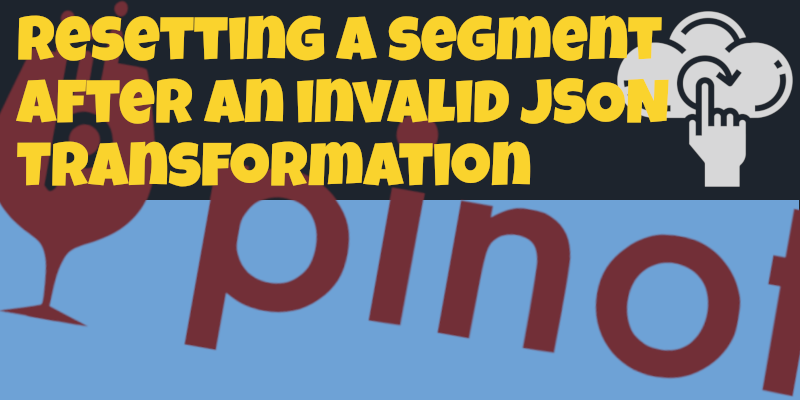 Resetting a segment
after an invalid JSON
transformation
pinot